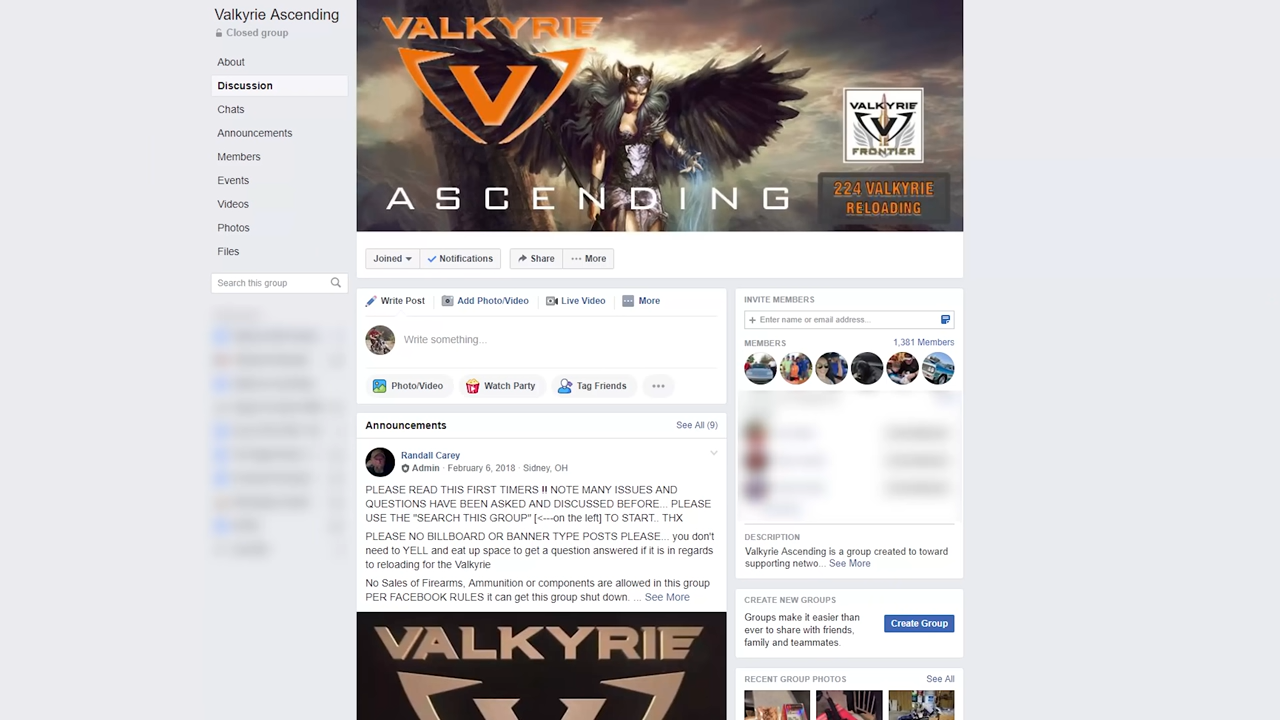 Valkyrie Ascending
Closed group
About
Discussion
Chats
Announcements
Members
Events
Videos
Photos
Files
Search this group
VALKYRIE
ASCENDING
VALKYRIE
FRONTIER
224 VALKYRIE
RELOADING
Joined
Notifications
Share
More
Write Post
Add Photo/Video
Live Video
More
Write something...
Photo/Video
Watch Party
Tag Friends
Announcements
See All (9)
Randall Carey
Admin · February 6, 2018 · Sidney, OH
PLEASE READ THIS FIRST TIMERS !! NOTE MANY ISSUES AND
QUESTIONS HAVE BEEN ASKED AND DISCUSSED BEFORE... PLEASE
USE THE "SEARCH THIS GROUP" [<---on the left] TO START.. THX
PLEASE NO BILLBOARD OR BANNER TYPE POSTS PLEASE... you don't
need to YELL and eat up space to get a question answered if it is in regards
to reloading for the Valkyrie
No Sales of Firearms, Ammunition or components are allowed in this group
PER FACEBOOK RULES it can get this group shut down. ... See More
VALKYRIE
INVITE MEMBERS
+ Enter name or email address...
MEMBERS
1,381 Members
DESCRIPTION
Valkyrie Ascending is a group created to toward
supporting netwo... See More
CREATE NEW GROUPS
Groups make it easier than
ever to share with friends,
family and teammates.
Create Group
RECENT GROUP PHOTOS
See All